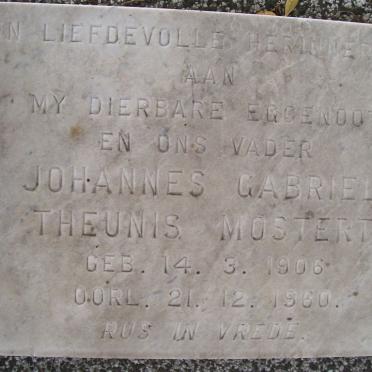 N LIEFDEVOLLE HERINNER
AAN
MY DIERBARE EGGENOOT
EN ONS VADER
JOHANNES GABRIEL
THEUNIS MOSTERT
GEB. 14. 3. 1906
OORL. 21. 12. 1960.
RUS IN VREDE.